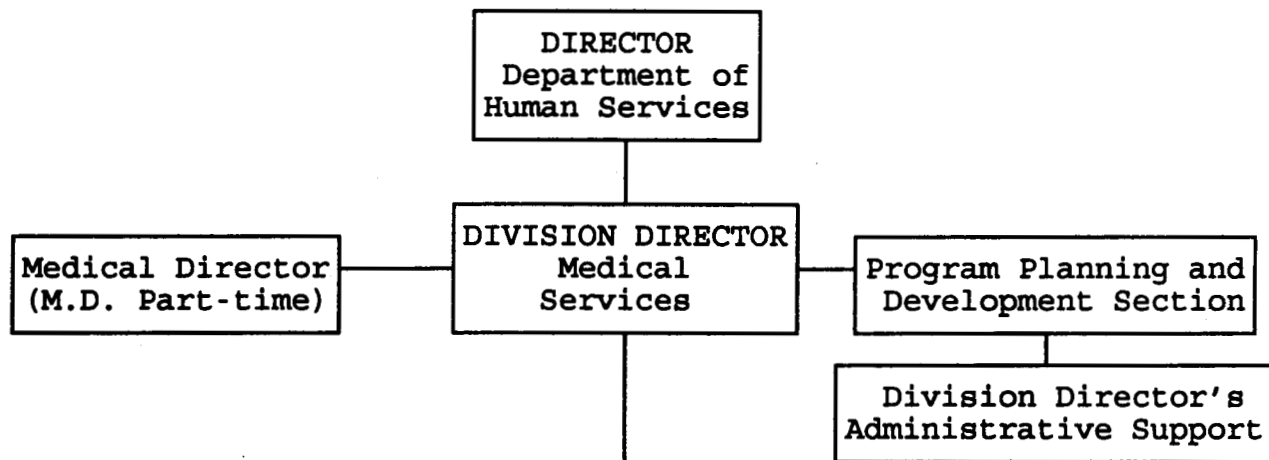 DIRECTOR
Department of
Human Services
DIVISION DIRECTOR
Medical
Services
Medical Director
(M.D. Part-time)
Program Planning and
Development Section
Division Director's
Administrative Support